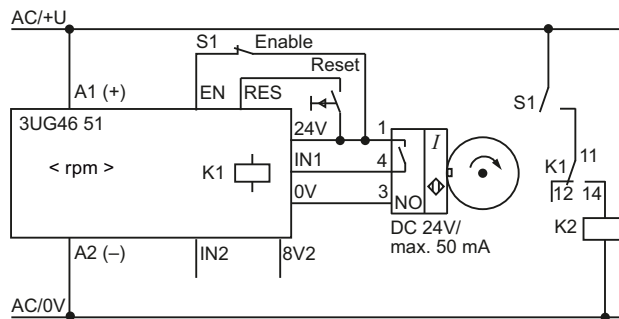 AC/+U
S1 Enable
Reset
A1 (+)
EN
RES
S1
3UG46 51
24V
1
I
< rpm >
K1
IN1
4
K1
11
0V
3
NO
12
14
DC 24V/
max. 50 mA
K2
A2 (–)
IN2
8V2
AC/0V